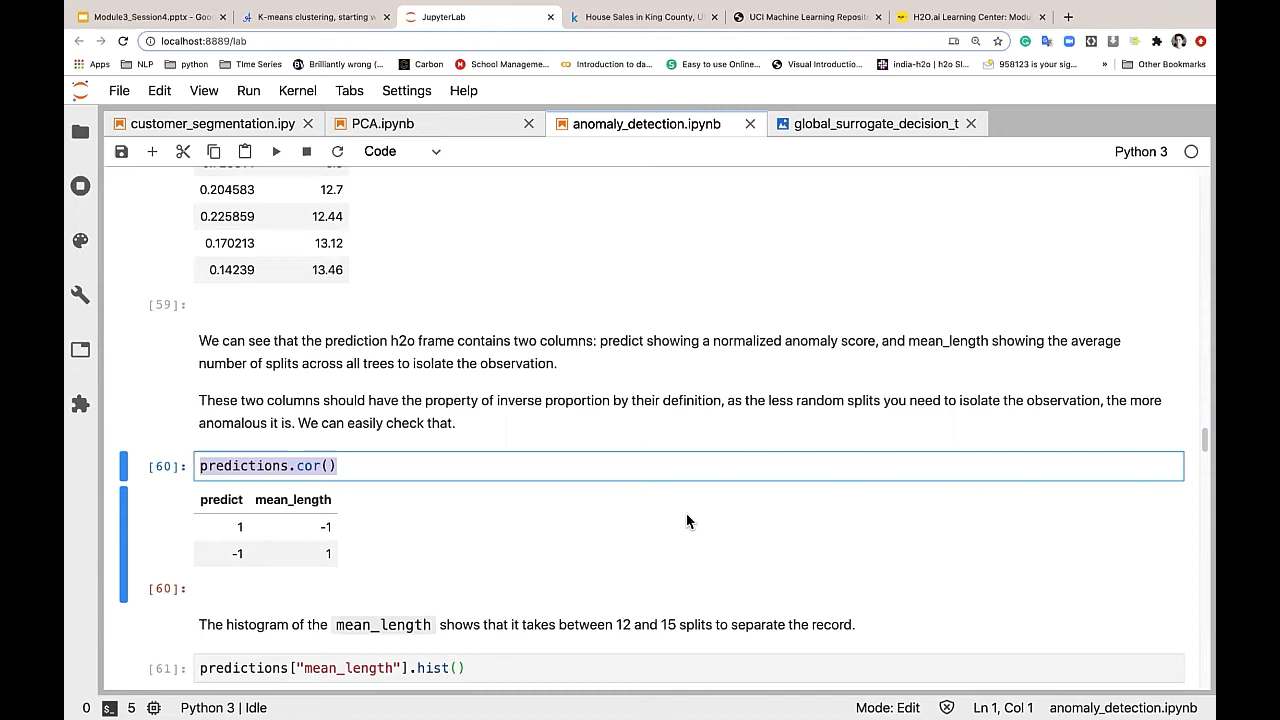 Module3_Session4.pptx - Goo
K-means clustering, starting w
JupyterLab
House Sales in King County, U
UCI Machine Learning Reposit
H2O.ai Learning Center: Modu
localhost:8889/lab
Apps
NLP
python
TIme Series
Brilliantly wrong (...
Carbon
School Manageme...
Introduction to da...
Easy to use Online...
Visual Introductio...
india-h2o | h2o Sl...
958123 is your sig...
»
Other Bookmarks
File Edit View Run Kernel Tabs Settings Help
customer_segmentation.ipy
PCA.ipynb
anomaly_detection.ipynb
global_surrogate_decision_t
Code
Python 3
0.204583 12.7
0.225859 12.44
0.170213 13.12
0.14239 13.46
[59]:
We can see that the prediction h2o frame contains two columns: predict showing a normalized anomaly score, and mean_length showing the average
number of splits across all trees to isolate the observation.
These two columns should have the property of inverse proportion by their definition, as the less random splits you need to isolate the observation, the more
anomalous it is. We can easily check that.
[60]: predictions.cor()
predict mean_length
1 -1
-1 1
[60]:
The histogram of the mean_length shows that it takes between 12 and 15 splits to separate the record.
[61]: predictions["mean_length"].hist()
0 5 Python 3 | Idle Mode: Edit Ln 1, Col 1 anomaly_detection.ipynb